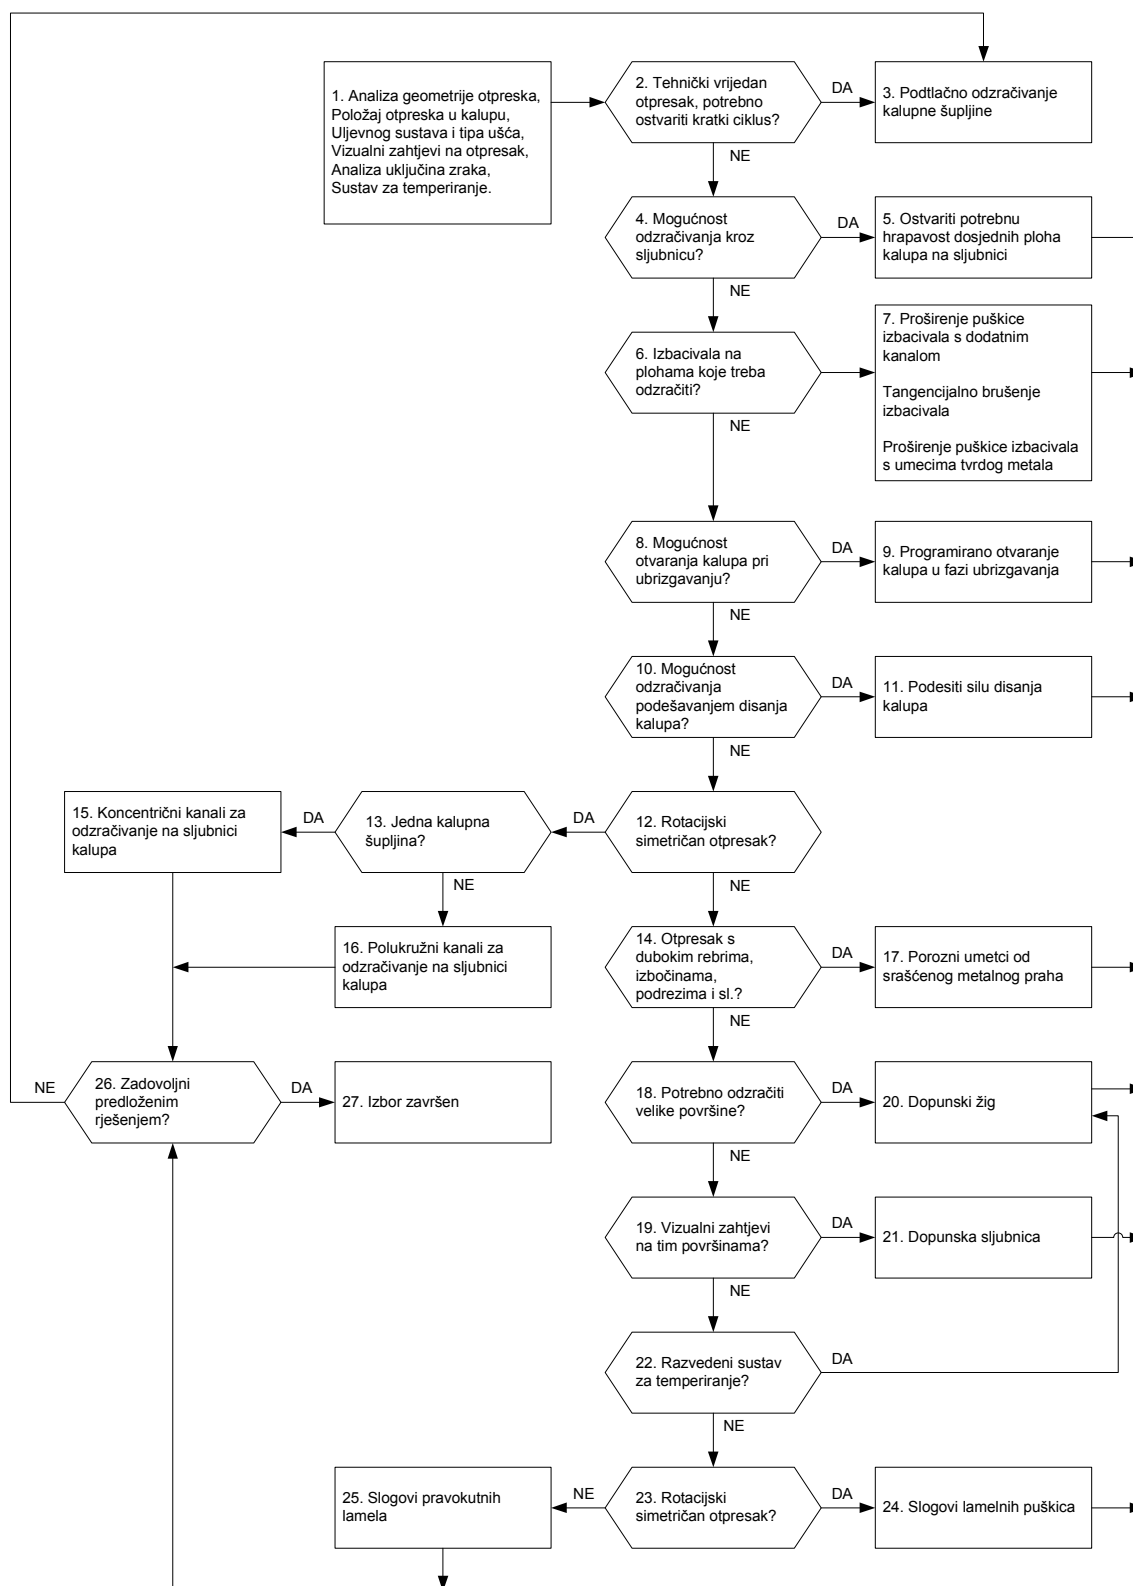 1. Analiza geometrije otpreska,
Položaj otpreska u kalupu,
Uljevnog sustava i tipa ušća,
Vizualni zahtjevi na otpresak,
Analiza uključina zraka,
Sustav za temperiranje.
2. Tehnički vrijedan
otpresak, potrebno
ostvariti kratki ciklus?
DA
3. Podtlačno odzračivanje
kalupne šupljine
NE
4. Mogućnost
odzračivanja kroz
sljubnicu?
DA
5. Ostvariti potrebnu
hrapavost dosjednih ploha
kalupa na sljubnici
NE
6. Izbacivala na
plohama koje treba
odzračiti?
7. Proširenje puškice
izbacivala s dodatnim
kanalom
Tangencijalno brušenje
izbacivala
Proširenje puškice izbacivala
s umecima tvrdog metala
NE
8. Mogućnost
otvaranja kalupa pri
ubrizgavanju?
DA
9. Programirano otvaranje
kalupa u fazi ubrizgavanja
NE
10. Mogućnost
odzračivanja
podešavanjem disanja
kalupa?
DA
11. Podesiti silu disanja
kalupa
NE
12. Rotacijski
simetričan otpresak?
DA
13. Jedna kalupna
šupljina?
DA
15. Koncentrični kanali za
odzračivanje na sljubnici
kalupa
NE
NE
16. Polukružni kanali za
odzračivanje na sljubnici
kalupa
14. Otpresak s
dubokim rebrima,
izbočinama,
podrezima i sl.?
DA
17. Porozni umetci od
srašćenog metalnog praha
NE
NE
26. Zadovoljni
predloženim
rješenjem?
DA
27. Izbor završen
18. Potrebno odzračiti
velike površine?
DA
20. Dopunski žig
NE
19. Vizualni zahtjevi
na tim površinama?
DA
21. Dopunska sljubnica
NE
22. Razvedeni sustav
za temperiranje?
DA
NE
23. Rotacijski
simetričan otpresak?
DA
24. Slogovi lamelnih puškica
NE
25. Slogovi pravokutnih
lamela